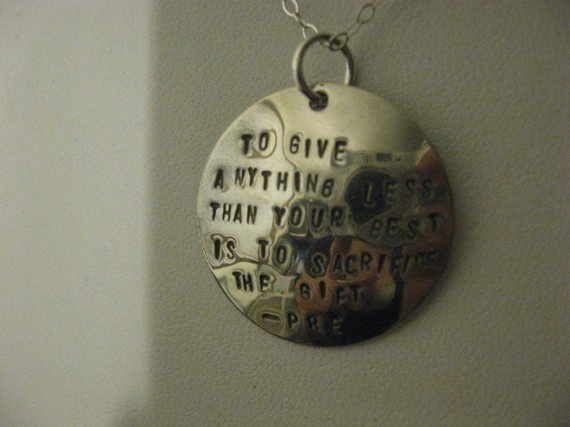 TO GIVE
ANYTHING LESS
THAN YOUR BEST
IS TO SACRIFICE
THE GIFT
-PRE